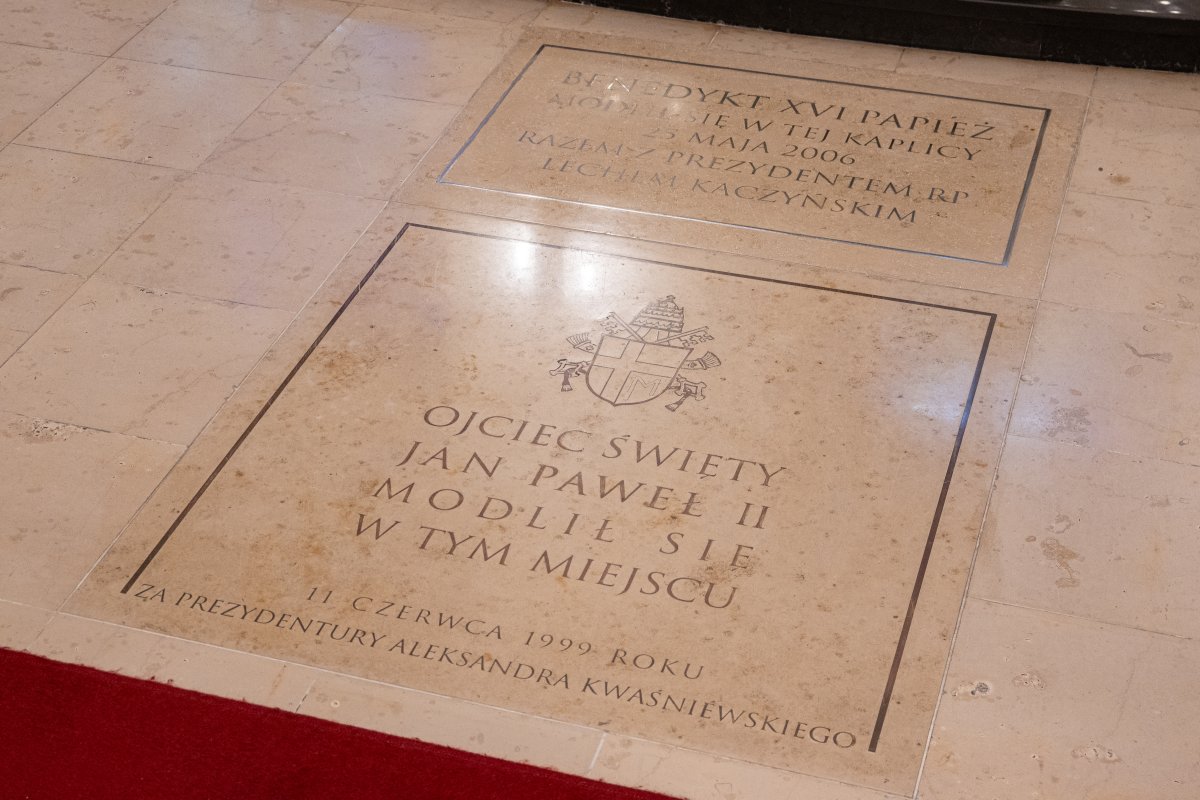 BENEDYKT XVI PAPIEŻ
MODLIŁ SIĘ W TEJ KAPLICY
25 MAJA 2006
RAZEM Z PREZYDENTEM RP
LECHEM KACZYŃSKIM
OJCIEC ŚWIĘTY
JAN PAWEŁ II
MODLIŁ SIĘ
W TYM MIEJSCU
11 CZERWCA 1999 ROKU
ZA PREZYDENTURY ALEKSANDRA KWAŚNIEWSKIEGO